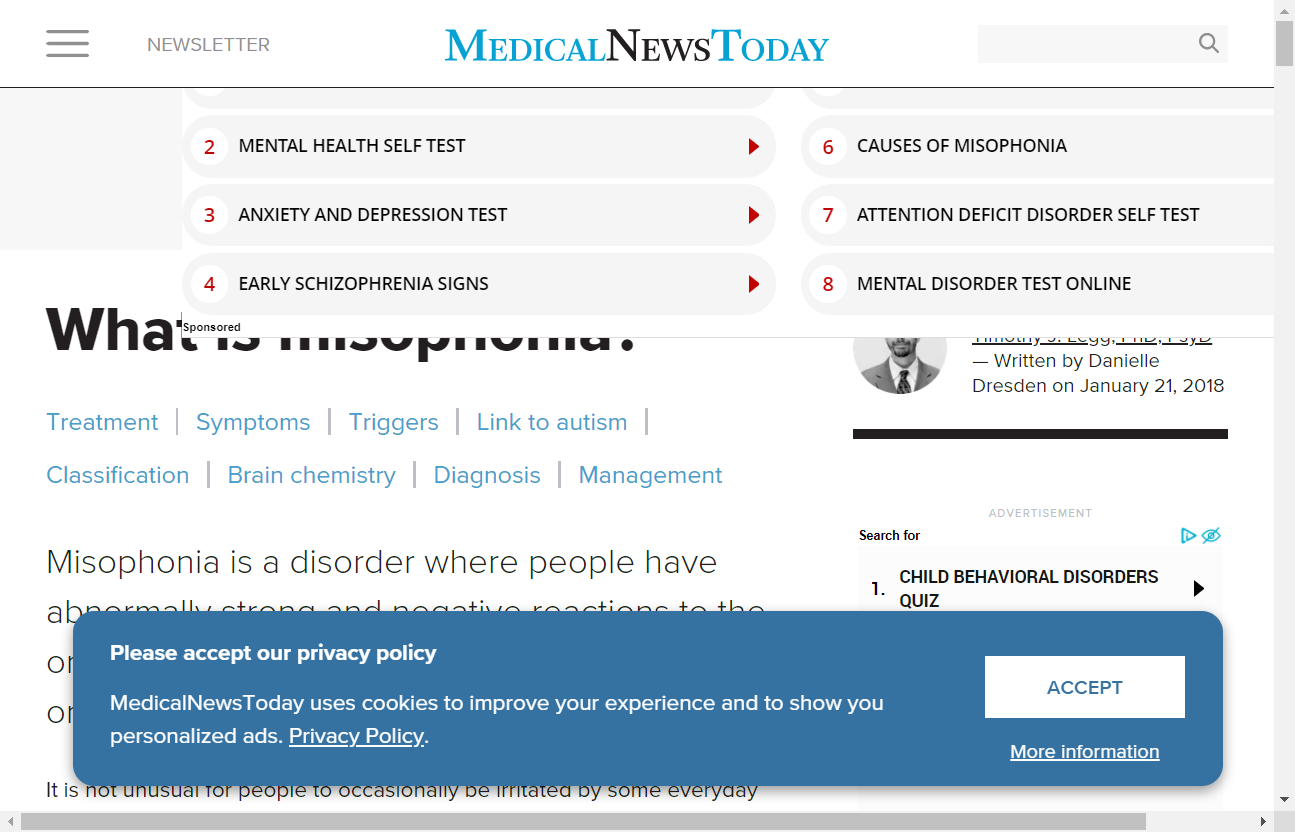 NEWSLETTER
MEDICALNEWSTODAY
2 MENTAL HEALTH SELF TEST
3 ANXIETY AND DEPRESSION TEST
4 EARLY SCHIZOPHRENIA SIGNS
6 CAUSES OF MISOPHONIA
7 ATTENTION DEFICIT DISORDER SELF TEST
8 MENTAL DISORDER TEST ONLINE
Sponsored
What is misophonia?
Timothy J. Legg, PhD, PsyD
— Written by Danielle
Dresden on January 21, 2018
Treatment | Symptoms | Triggers | Link to autism |
Classification | Brain chemistry | Diagnosis | Management
Misophonia is a disorder where people have
abnormally strong and negative reactions to the
ADVERTISEMENT
Search for
1. CHILD BEHAVIORAL DISORDERS
QUIZ
Please accept our privacy policy
MedicalNewsToday uses cookies to improve your experience and to show you
personalized ads. Privacy Policy.
ACCEPT
More information
It is not unusual for people to occasionally be irritated by some everyday